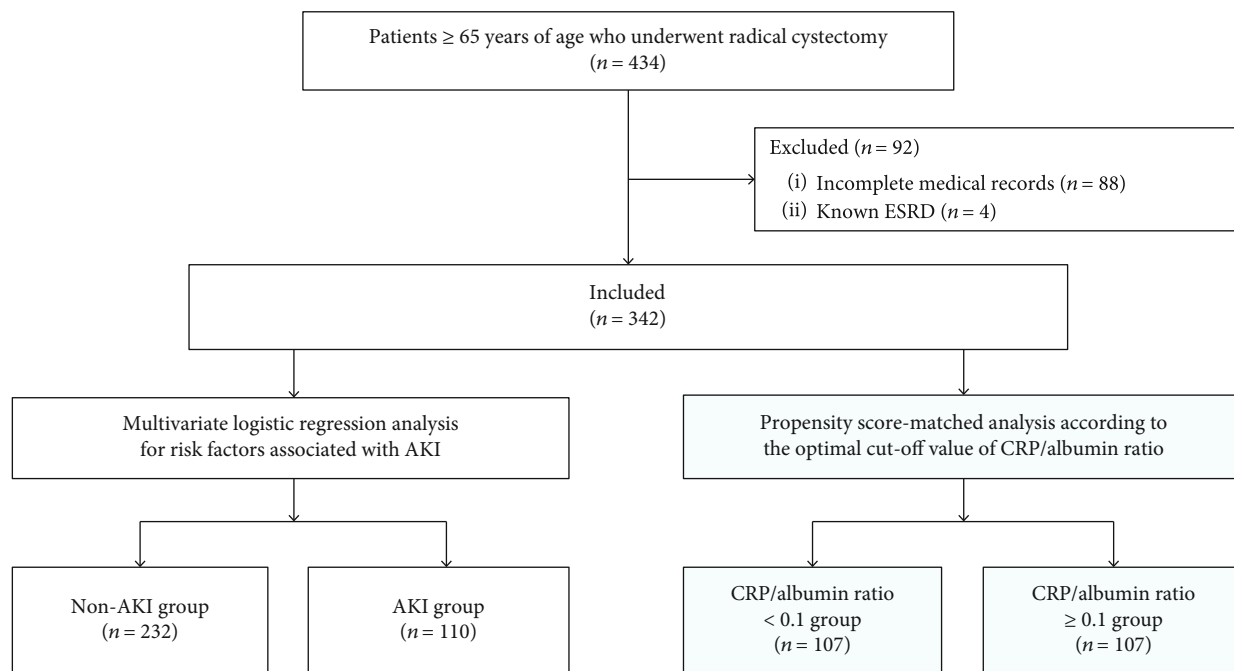 Patients ≥ 65 years of age who underwent radical cystectomy
(n = 434)
Excluded (n = 92)
(i) Incomplete medical records (n = 88)
(ii) Known ESRD (n = 4)
Included
(n = 342)
Multivariate logistic regression analysis
for risk factors associated with AKI
Propensity score-matched analysis according to
the optimal cut-off value of CRP/albumin ratio
Non-AKI group
(n = 232)
AKI group
(n = 110)
CRP/albumin ratio
< 0.1 group
(n = 107)
CRP/albumin ratio
≥ 0.1 group
(n = 107)